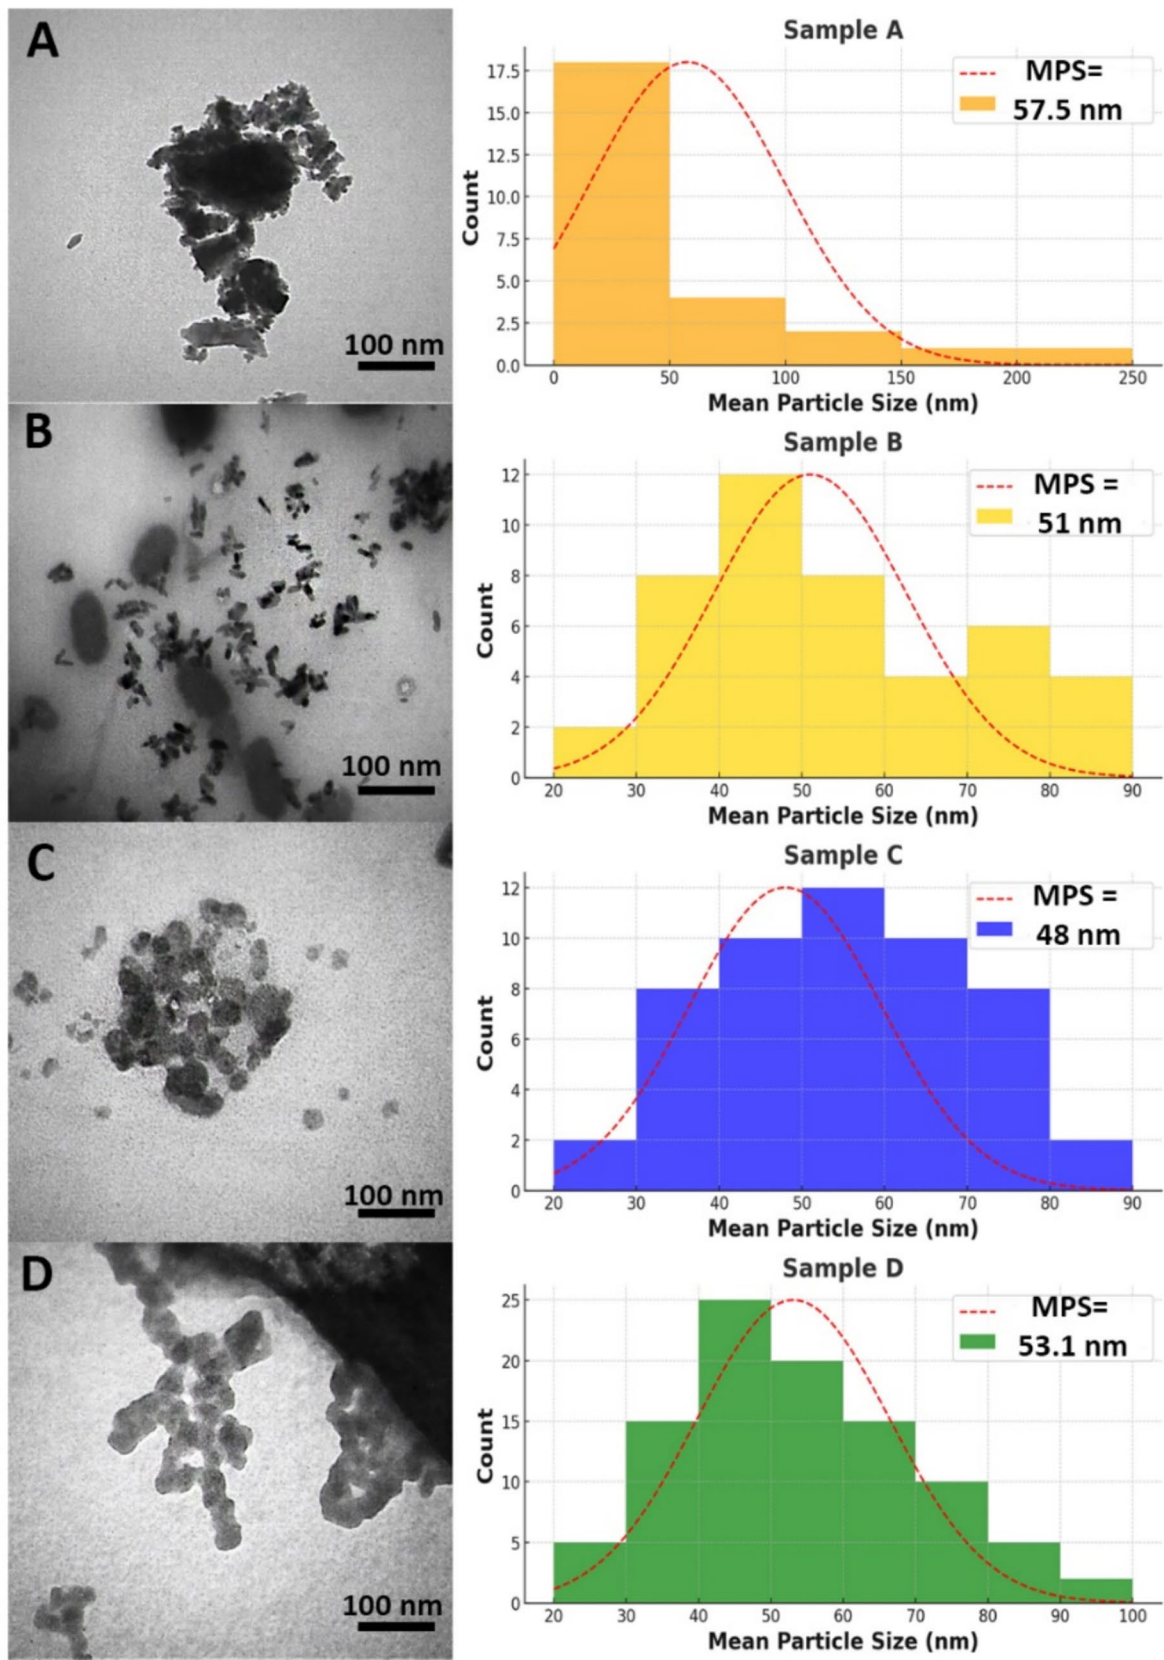 A
100 nm
Sample A
MPS=
57.5 nm
Count
17.5
15.0
12.5
10.0
7.5
5.0
2.5
0.0
0 50 100 150 200 250
Mean Particle Size (nm)
B
100 nm
Sample B
MPS =
51 nm
Count
12
10
8
6
4
2
0
20 30 40 50 60 70 80 90
Mean Particle Size (nm)
C
100 nm
Sample C
MPS =
48 nm
Count
12
10
8
6
4
2
0
20 30 40 50 60 70 80 90
Mean Particle Size (nm)
D
100 nm
Sample D
MPS=
53.1 nm
Count
25
20
15
10
5
0
20 30 40 50 60 70 80 90 100
Mean Particle Size (nm)